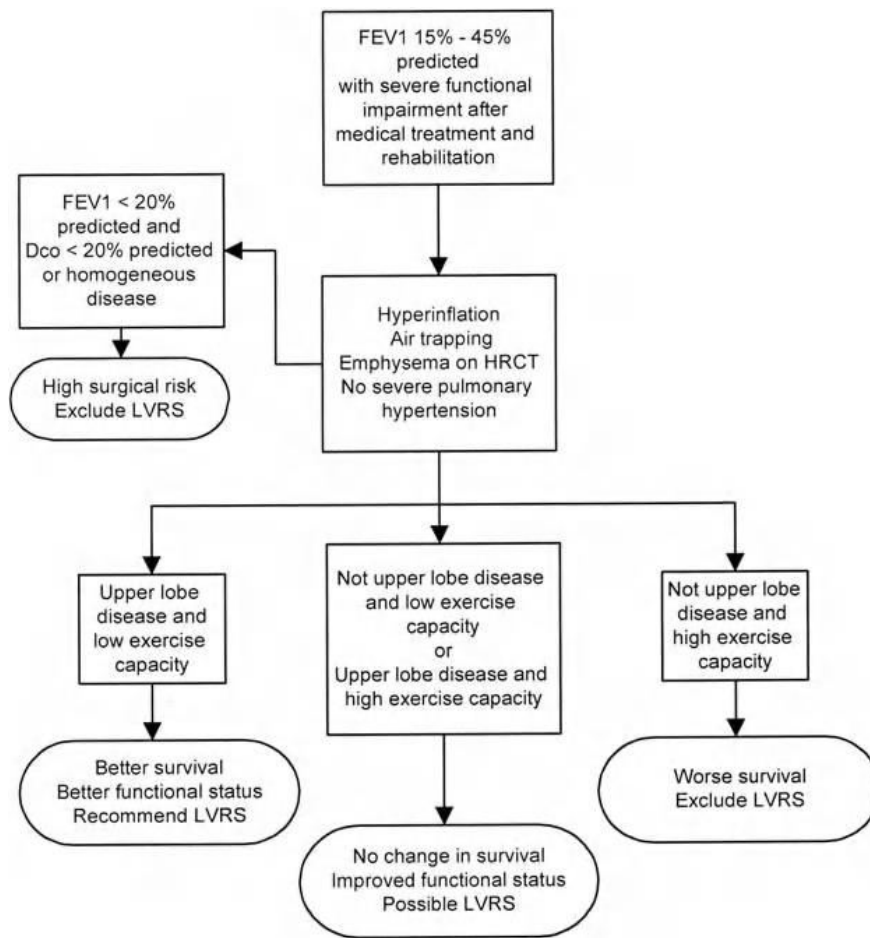 FEV1 15% - 45%
predicted
with severe functional
impairment after
medical treatment and
rehabilitation
FEV1 < 20%
predicted and
Dco < 20% predicted
or homogeneous
disease
Hyperinflation
Air trapping
Emphysema on HRCT
No severe pulmonary
hypertension
High surgical risk
Exclude LVRS
Upper lobe
disease and
low exercise
capacity
Not upper lobe disease
and low exercise
capacity
or
Upper lobe disease and
high exercise capacity
Not upper lobe
disease and
high exercise
capacity
Better survival
Better functional status
Recommend LVRS
No change in survival
Improved functional status
Possible LVRS
Worse survival
Exclude LVRS